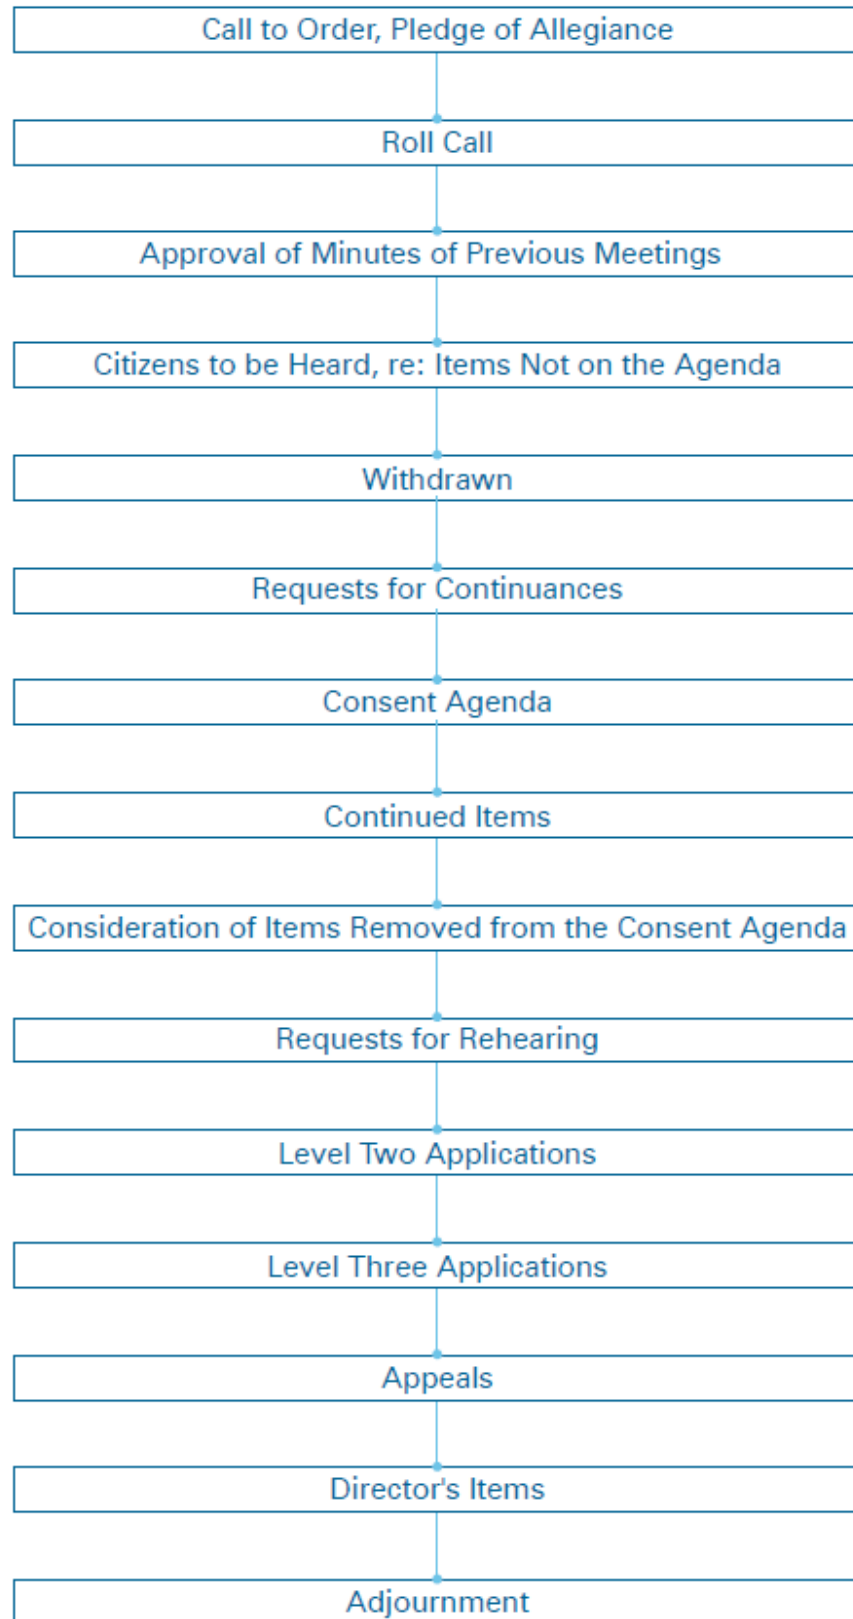 Call to Order, Pledge of Allegiance
Roll Call
Approval of Minutes of Previous Meetings
Citizens to be Heard, re: Items Not on the Agenda
Withdrawn
Requests for Continuances
Consent Agenda
Continued Items
Consideration of Items Removed from the Consent Agenda
Requests for Rehearing
Level Two Applications
Level Three Applications
Appeals
Director's Items
Adjournment